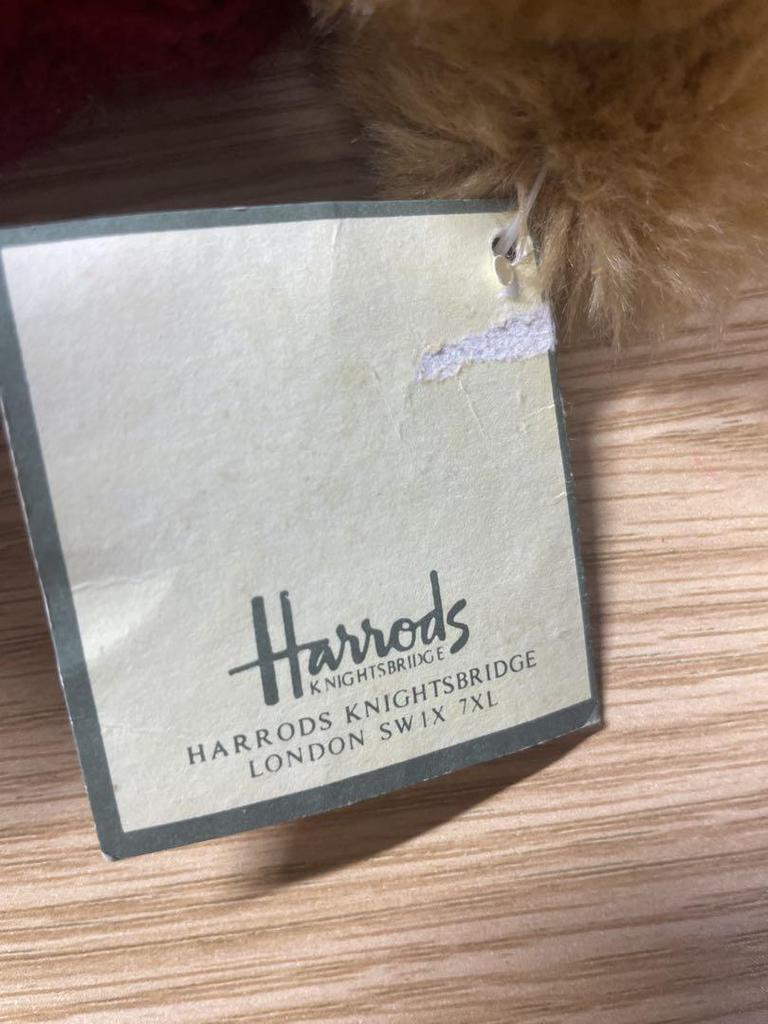 Harrods
KNIGHTSBRIDGE
HARRODS KNIGHTSBRIDGE
LONDON SW1X 7XL